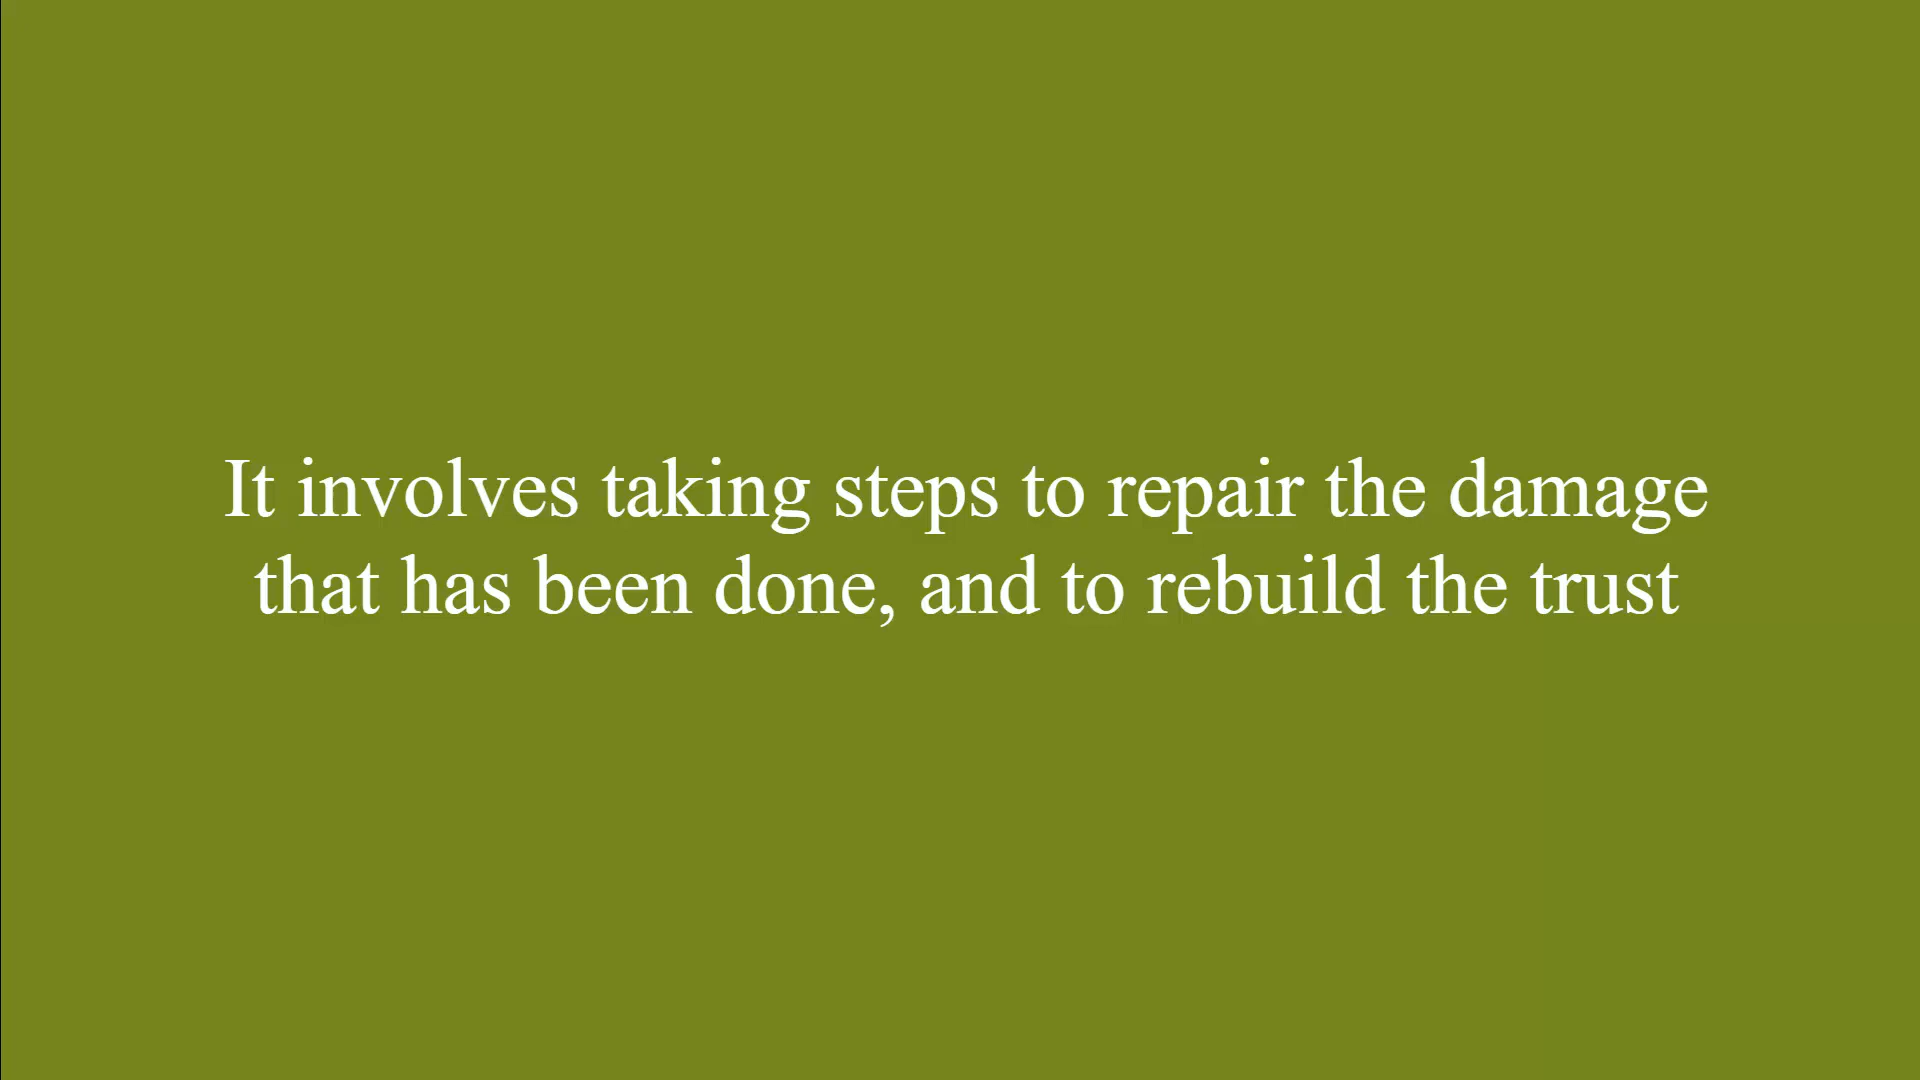 It involves taking steps to repair the damage
that has been done, and to rebuild the trust